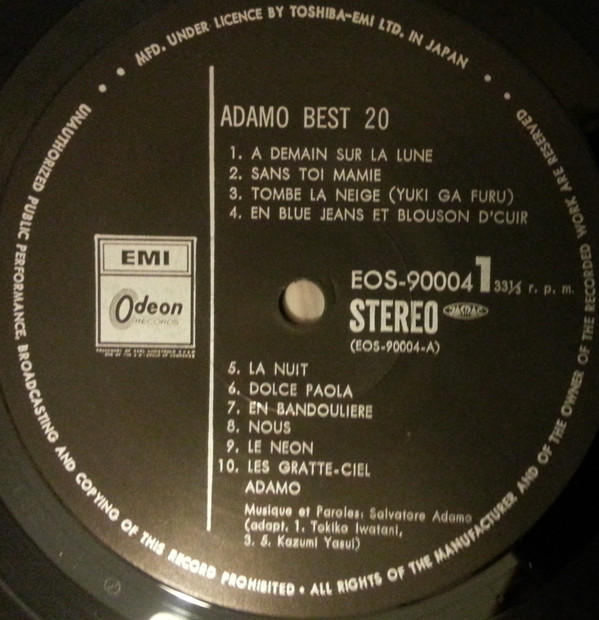 MFD. UNDER LICENCE BY TOSHIBA-EMI LTD. IN JAPAN
ADAMO BEST 20
1. A DEMAIN SUR LA LUNE
2. SANS TOI MAMIE
3. TOMBE LA NEIGE (YUKI GA FURU)
4. EN BLUE JEANS ET BLOUSON D'CUIR
EMI
Odeon
RECORDS
EOS-90004 1 33⅓ r. p. m.
STEREO JASRAC
(EOS-90004-A)
5. LA NUIT
6. DOLCE PAOLA
7. EN BANDOULIERE
8. NOUS
9. LE NEON
10. LES GRATTE-CIEL
ADAMO
Musique et Paroles: Salvatore Adamo
(adapt. 1. Tokiko Iwatani,
3. 5. Kazumi Yasui)
UNAUTHORIZED PUBLIC PERFORMANCE, BROADCASTING AND COPYING OF THIS RECORD PROHIBITED • ALL RIGHTS OF THE MANUFACTURER AND OF THE OWNER OF THE RECORDED WORK ARE RESERVED